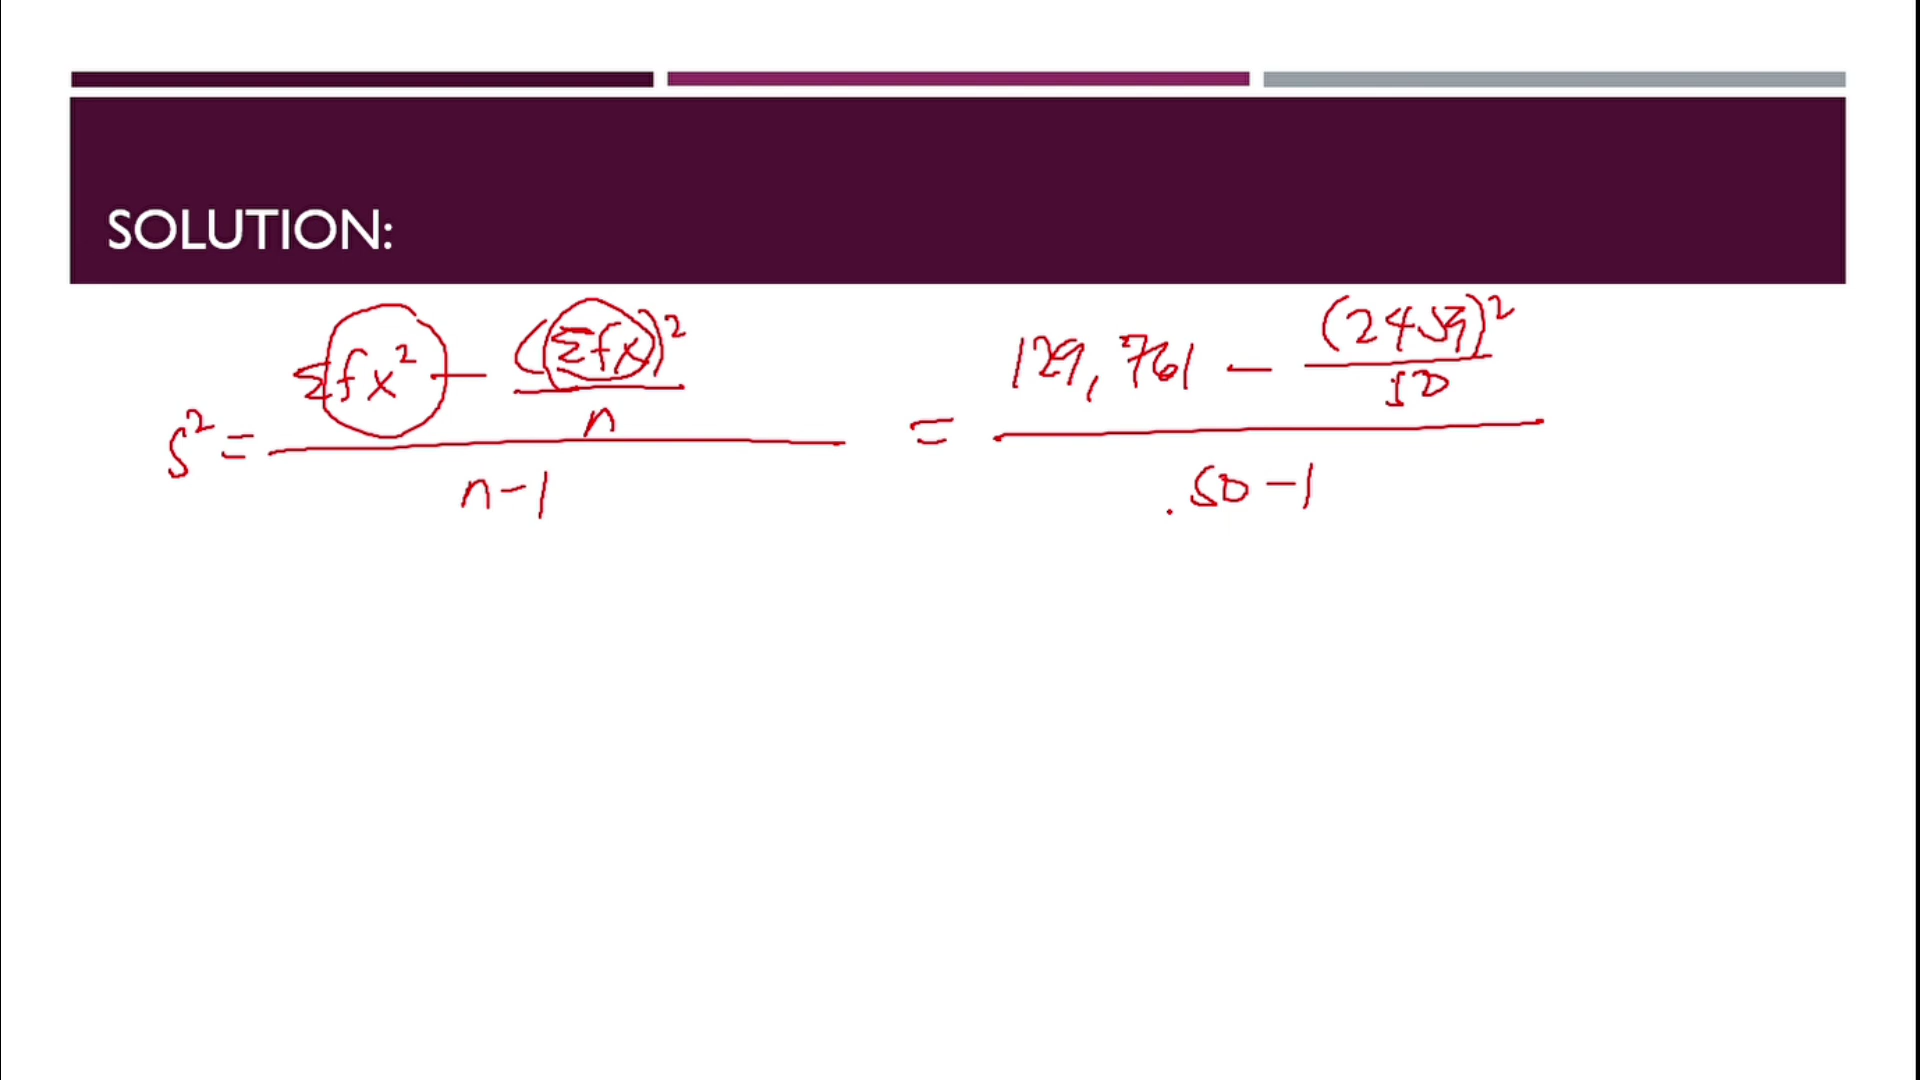 SOLUTION:
s² = (Σfx² − (Σfx)²/n)/(n−1) = (129,761 − (2459)²/50)/(50−1)